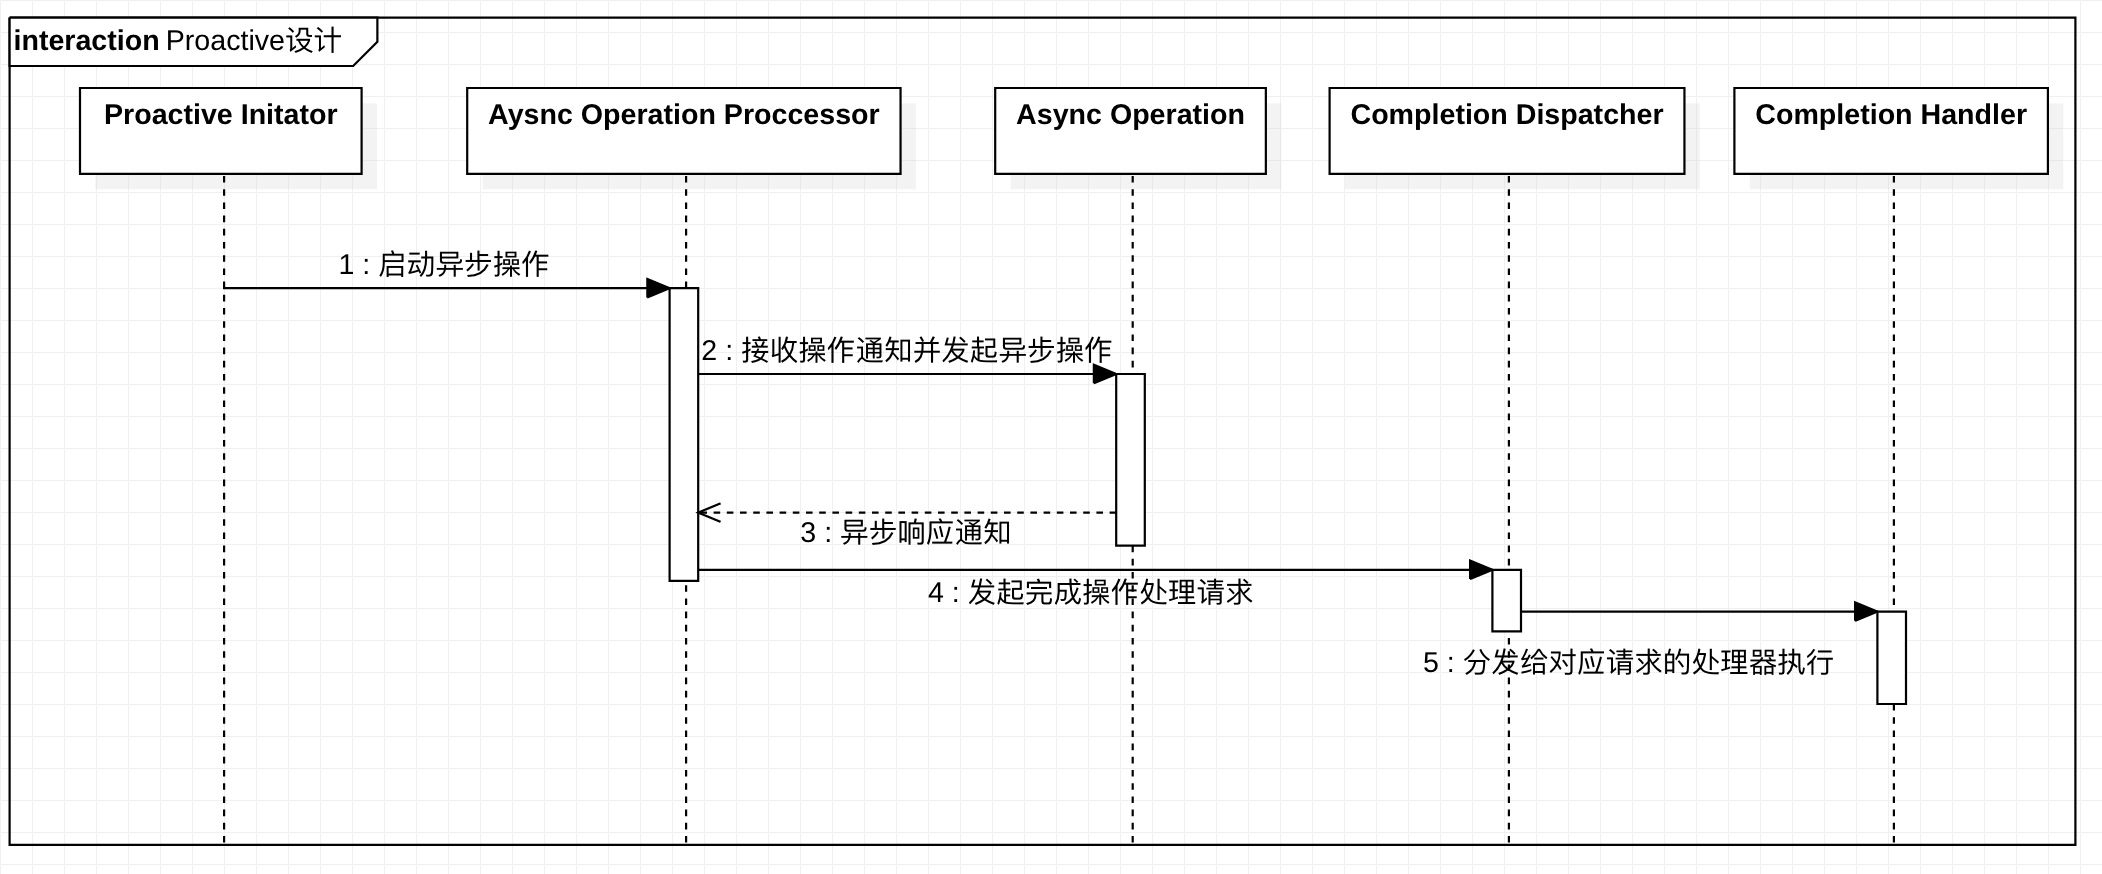 interaction Proactive设计
Proactive Initator
Aysnc Operation Proccessor
Async Operation
Completion Dispatcher
Completion Handler
1 : 启动异步操作
2 : 接收操作通知并发起异步操作
3 : 异步响应通知
4 : 发起完成操作处理请求
5 : 分发给对应请求的处理器执行